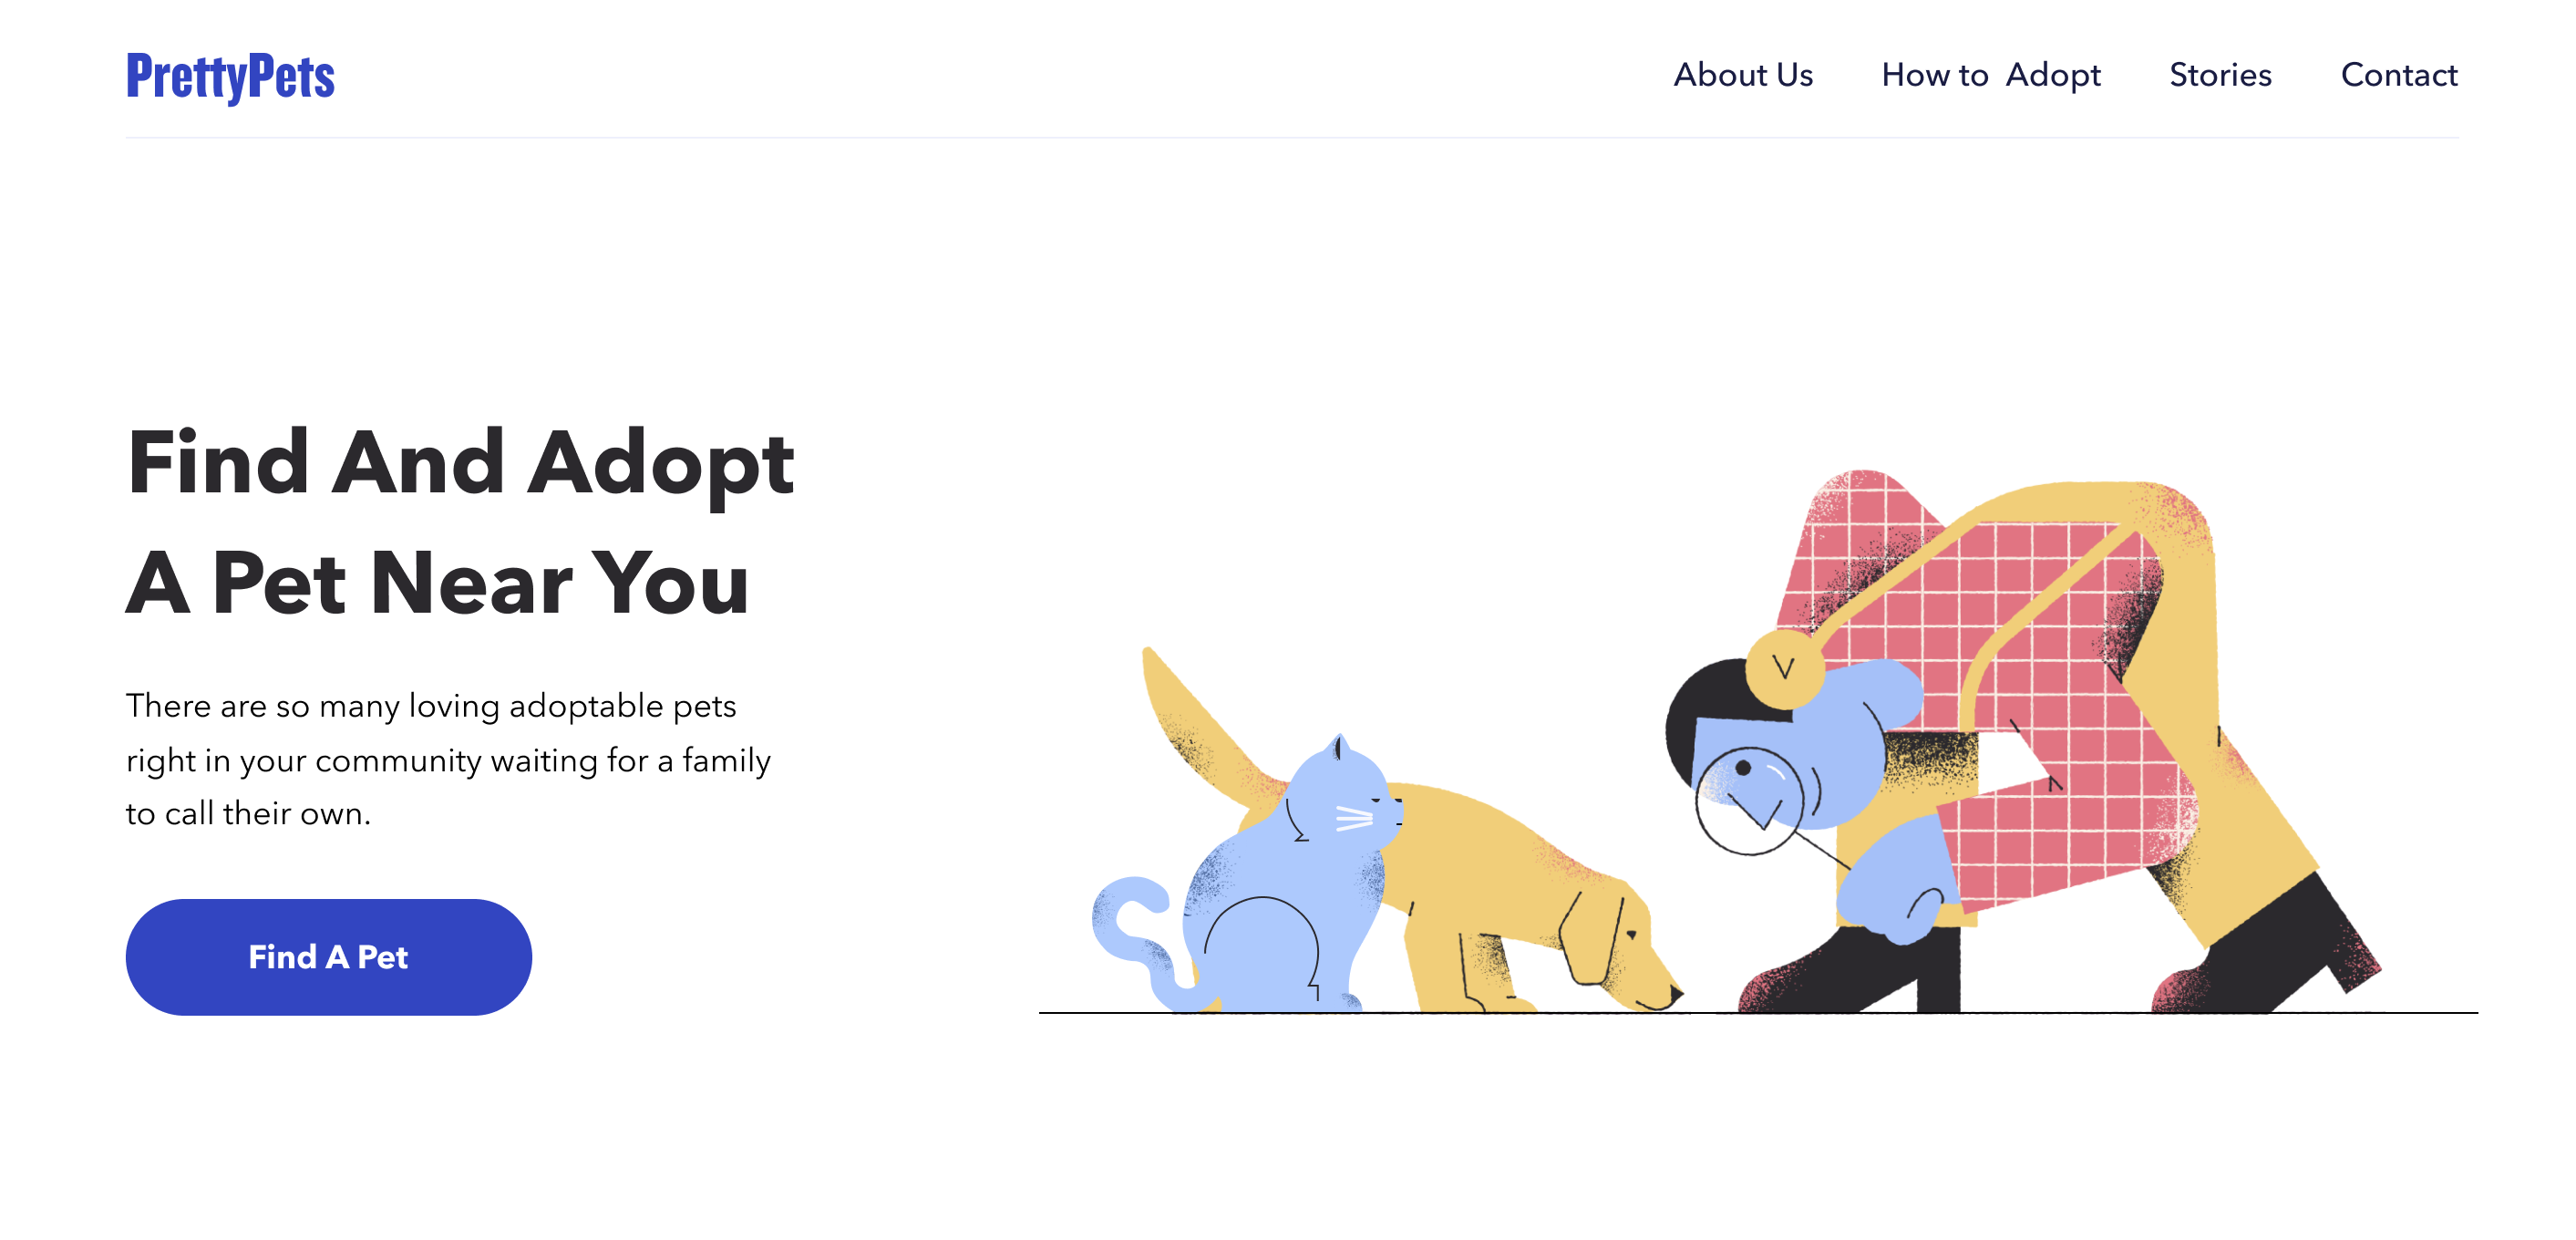 PrettyPets
About Us How to Adopt Stories Contact
Find And Adopt
A Pet Near You
There are so many loving adoptable pets
right in your community waiting for a family
to call their own.
Find A Pet